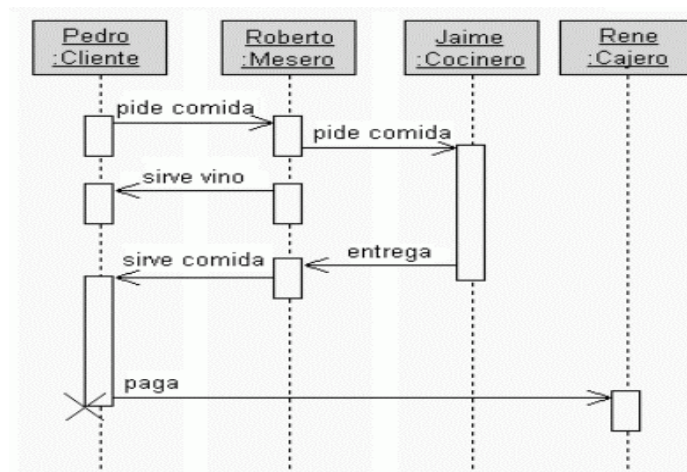 Pedro
:Cliente
Roberto
:Mesero
Jaime
:Cocinero
Rene
:Cajero
pide comida
pide comida
sirve vino
entrega
sirve comida
paga